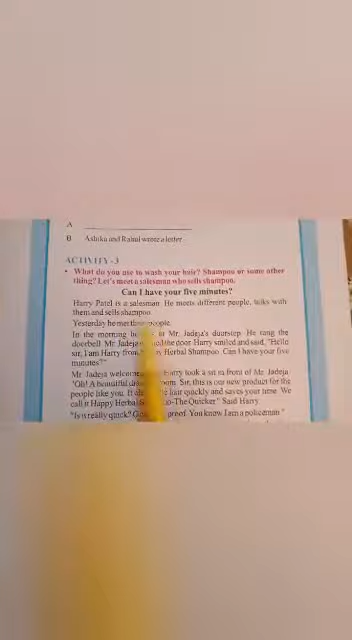 A
B Ashka and Rajni wrote a letter.
ACTIVITY - 3
• What do you use to wash your hair? Shampoo or some other
thing? Let's meet a salesman who sells shampoo.
Can I have your five minutes?
Harry Patel is a salesman. He meets different people, talks with
them and sells shampoo.
Yesterday he met three people.
In the morning he at Mr. Jadeja's doorstep. He rang the
doorbell. Mr. Jadeja the door. Harry smiled and said, "Hello
sir, I am Harry from Herbal Shampoo. Can I have your five
minutes?"
Mr. Jadeja Harry took a sit in front of Mr. Jadeja.
"Oh! A beautiful room. Sir, this is our new product for the
people like you. It hair quickly and saves your time. We
call it Happy Herbal -The Quicker." Said Harry.
"Is it really quick? proof. You know I am a policeman."